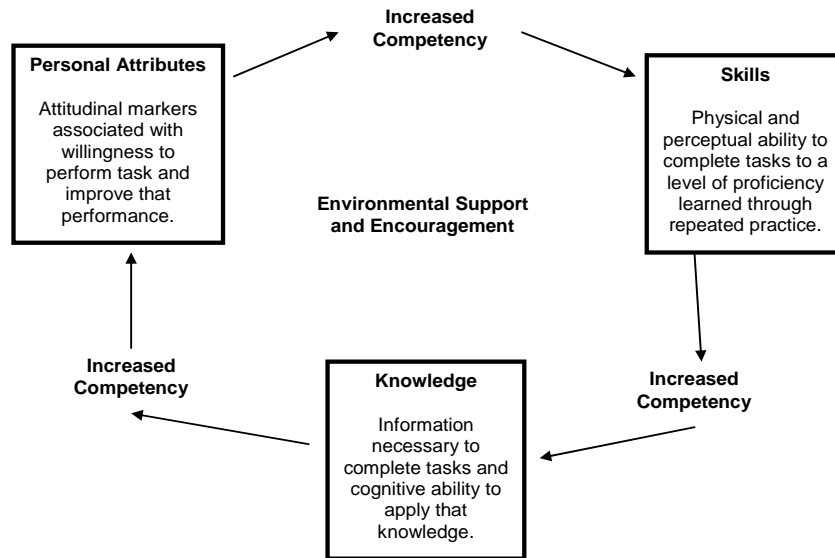 Increased
Competency
Personal Attributes
Attitudinal markers
associated with
willingness to
perform task and
improve that
performance.
Skills
Physical and
perceptual ability to
complete tasks to a
level of proficiency
learned through
repeated practice.
Environmental Support
and Encouragement
Increased
Competency
Knowledge
Information
necessary to
complete tasks and
cognitive ability to
apply that
knowledge.
Increased
Competency